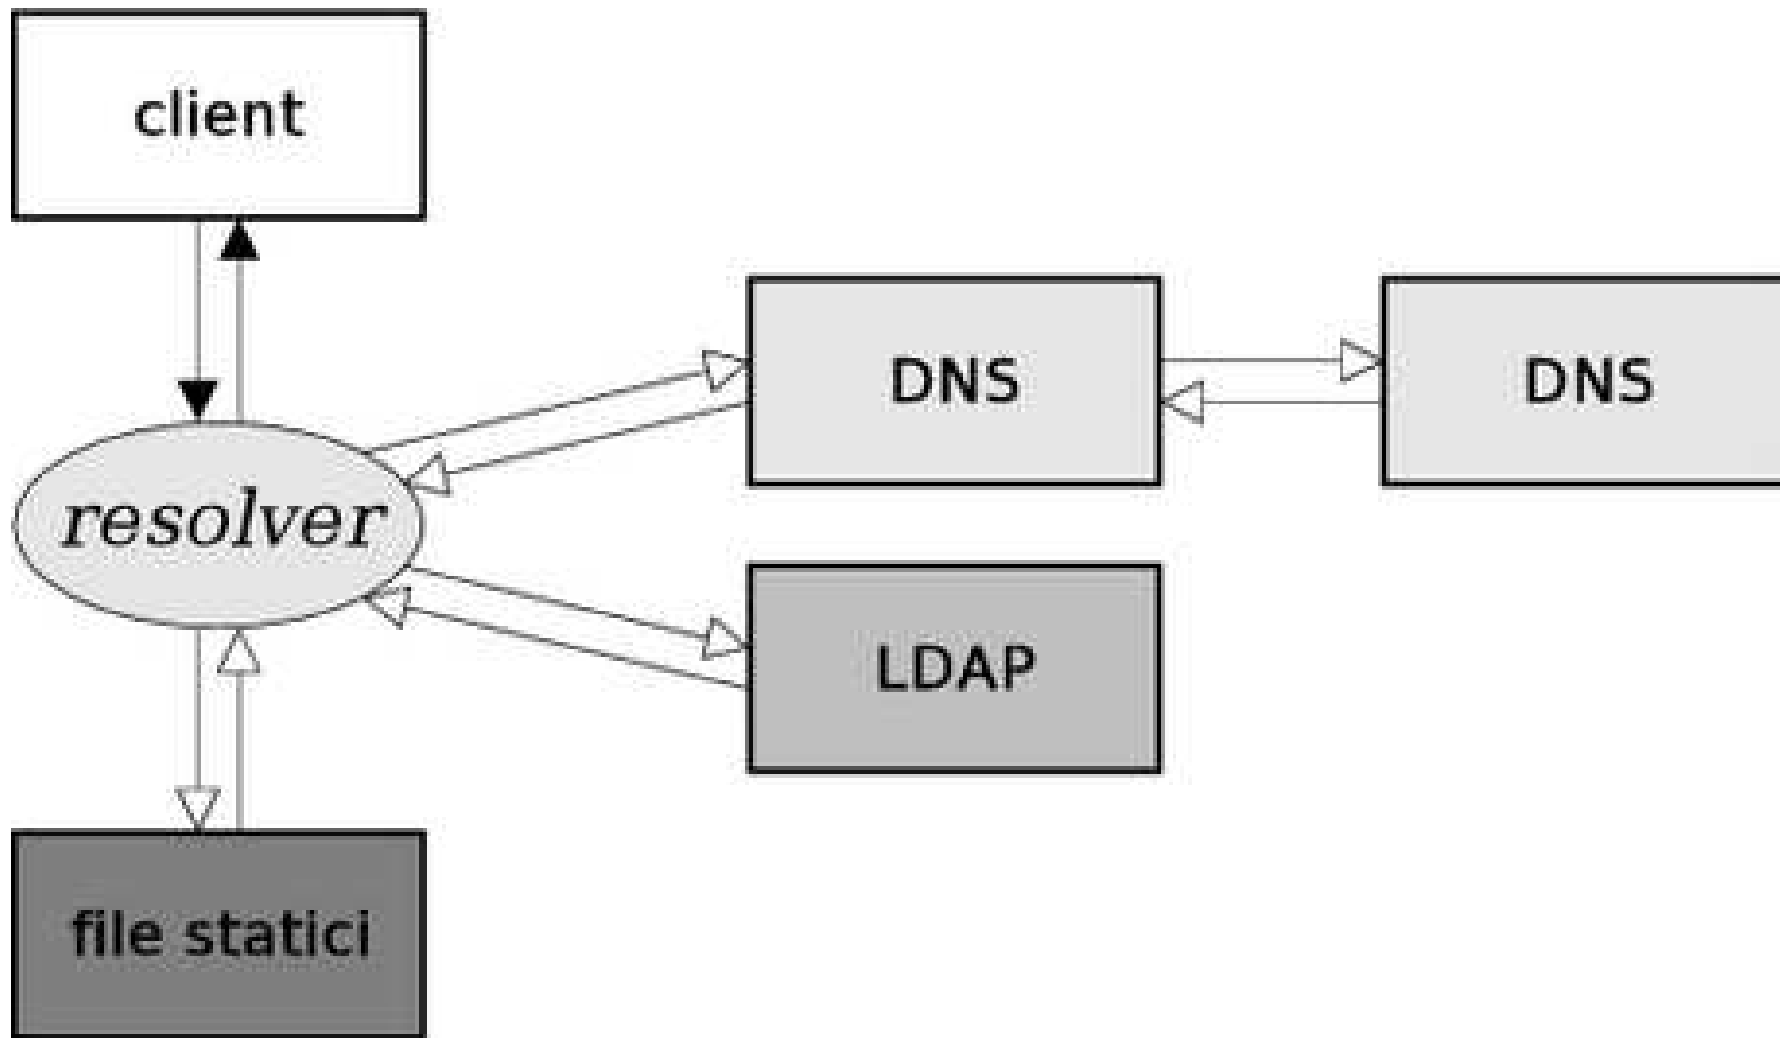 client
DNS
DNS
resolver
LDAP
file statici